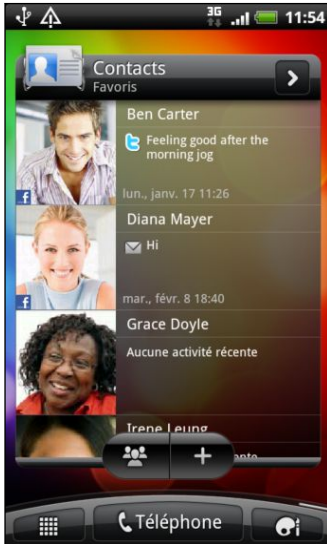 3G
11:54
Contacts
Favoris
Ben Carter
Feeling good after the
morning jog
lun., janv. 17 11:26
Diana Mayer
Hi
mar., févr. 8 18:40
Grace Doyle
Aucune activité récente
Irene Leung
Téléphone